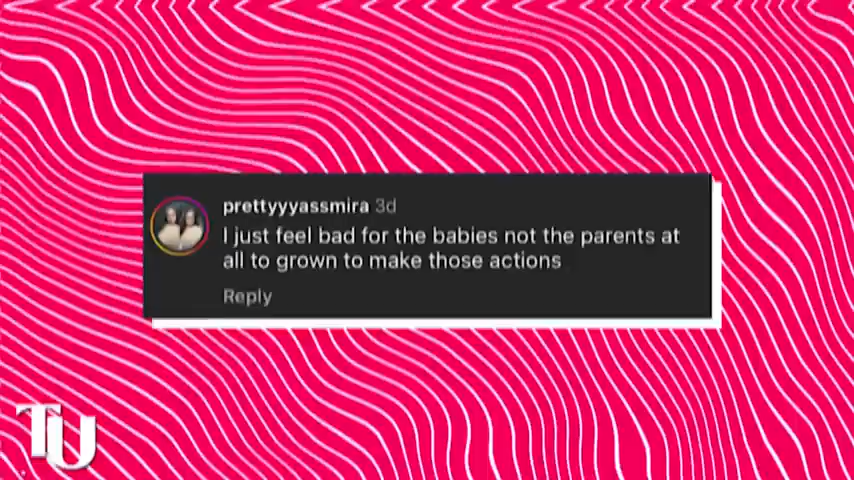 prettyyyassmira 3d
I just feel bad for the babies not the parents at
all to grown to make those actions
Reply
TU